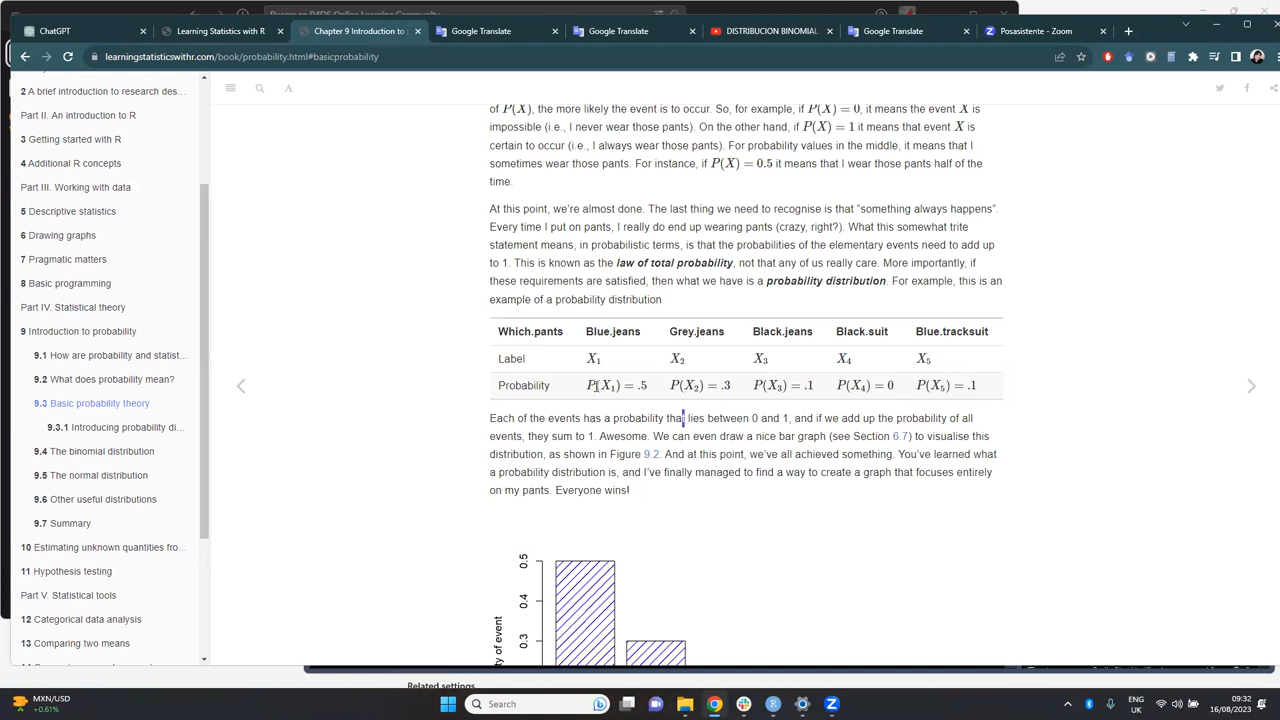 ChatGPT
Learning Statistics with R
Chapter 9 Introduction to
Google Translate
Google Translate
DISTRIBUCION BINOMIAL
Google Translate
Posasistente - Zoom
learningstatisticswithr.com/book/probability.html#basicprobability
2 A brief introduction to research des...
Part II. An introduction to R
3 Getting started with R
4 Additional R concepts
Part III. Working with data
5 Descriptive statistics
6 Drawing graphs
7 Pragmatic matters
8 Basic programming
Part IV. Statistical theory
9 Introduction to probability
9.1 How are probability and statist...
9.2 What does probability mean?
9.3 Basic probability theory
9.3.1 Introducing probability di...
9.4 The binomial distribution
9.5 The normal distribution
9.6 Other useful distributions
9.7 Summary
10 Estimating unknown quantities fro...
11 Hypothesis testing
Part V. Statistical tools
12 Categorical data analysis
13 Comparing two means
of P(X), the more likely the event is to occur. So, for example, if P(X) = 0, it means the event X is
impossible (i.e., I never wear those pants). On the other hand, if P(X) = 1 it means that event X is
certain to occur (i.e., I always wear those pants). For probability values in the middle, it means that I
sometimes wear those pants. For instance, if P(X) = 0.5 it means that I wear those pants half of the
time.
At this point, we're almost done. The last thing we need to recognise is that "something always happens".
Every time I put on pants, I really do end up wearing pants (crazy, right?). What this somewhat trite
statement means, in probabilistic terms, is that the probabilities of the elementary events need to add up
to 1. This is known as the law of total probability, not that any of us really care. More importantly, if
these requirements are satisfied, then what we have is a probability distribution. For example, this is an
example of a probability distribution
Which.pants Blue.jeans Grey.jeans Black.jeans Black.suit Blue.tracksuit
Label X₁ X₂ X₃ X₄ X₅
Probability P(X₁) = .5 P(X₂) = .3 P(X₃) = .1 P(X₄) = 0 P(X₅) = .1
Each of the events has a probability that lies between 0 and 1, and if we add up the probability of all
events, they sum to 1. Awesome. We can even draw a nice bar graph (see Section 6.7) to visualise this
distribution, as shown in Figure 9.2. And at this point, we've all achieved something. You've learned what
a probability distribution is, and I've finally managed to find a way to create a graph that focuses entirely
on my pants. Everyone wins!
0.5
0.4
0.3
ty of event
Related settings
MXN/USD
+0.61%
Search
ENG
UK
09:32
16/08/2023